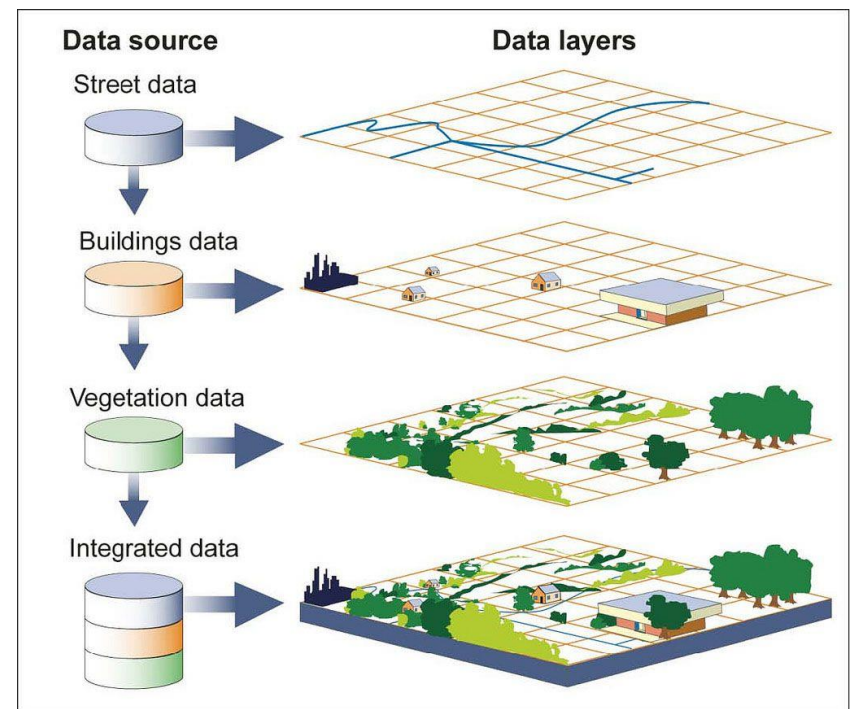 Data source
Data layers
Street data
Buildings data
Vegetation data
Integrated data